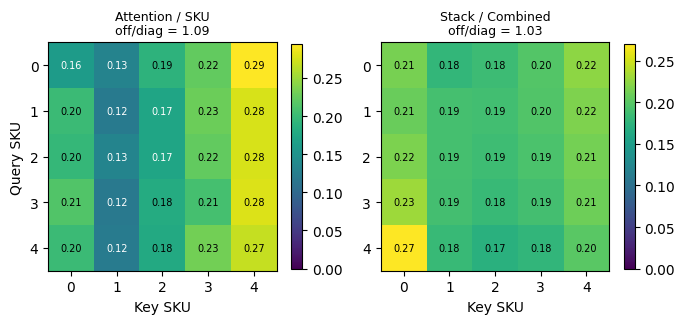 Attention / SKU
off/diag = 1.09
Stack / Combined
off/diag = 1.03
Query SKU
0 0.16 0.13 0.19 0.22 0.29
1 0.20 0.12 0.17 0.23 0.28
2 0.20 0.13 0.17 0.22 0.28
3 0.21 0.12 0.18 0.21 0.28
4 0.20 0.12 0.18 0.23 0.27
0 1 2 3 4
Key SKU
0.25
0.20
0.15
0.10
0.05
0.00
0 0.21 0.18 0.18 0.20 0.22
1 0.21 0.19 0.19 0.20 0.22
2 0.22 0.19 0.19 0.19 0.21
3 0.23 0.19 0.18 0.19 0.21
4 0.27 0.18 0.17 0.18 0.20
0 1 2 3 4
Key SKU
0.25
0.20
0.15
0.10
0.05
0.00